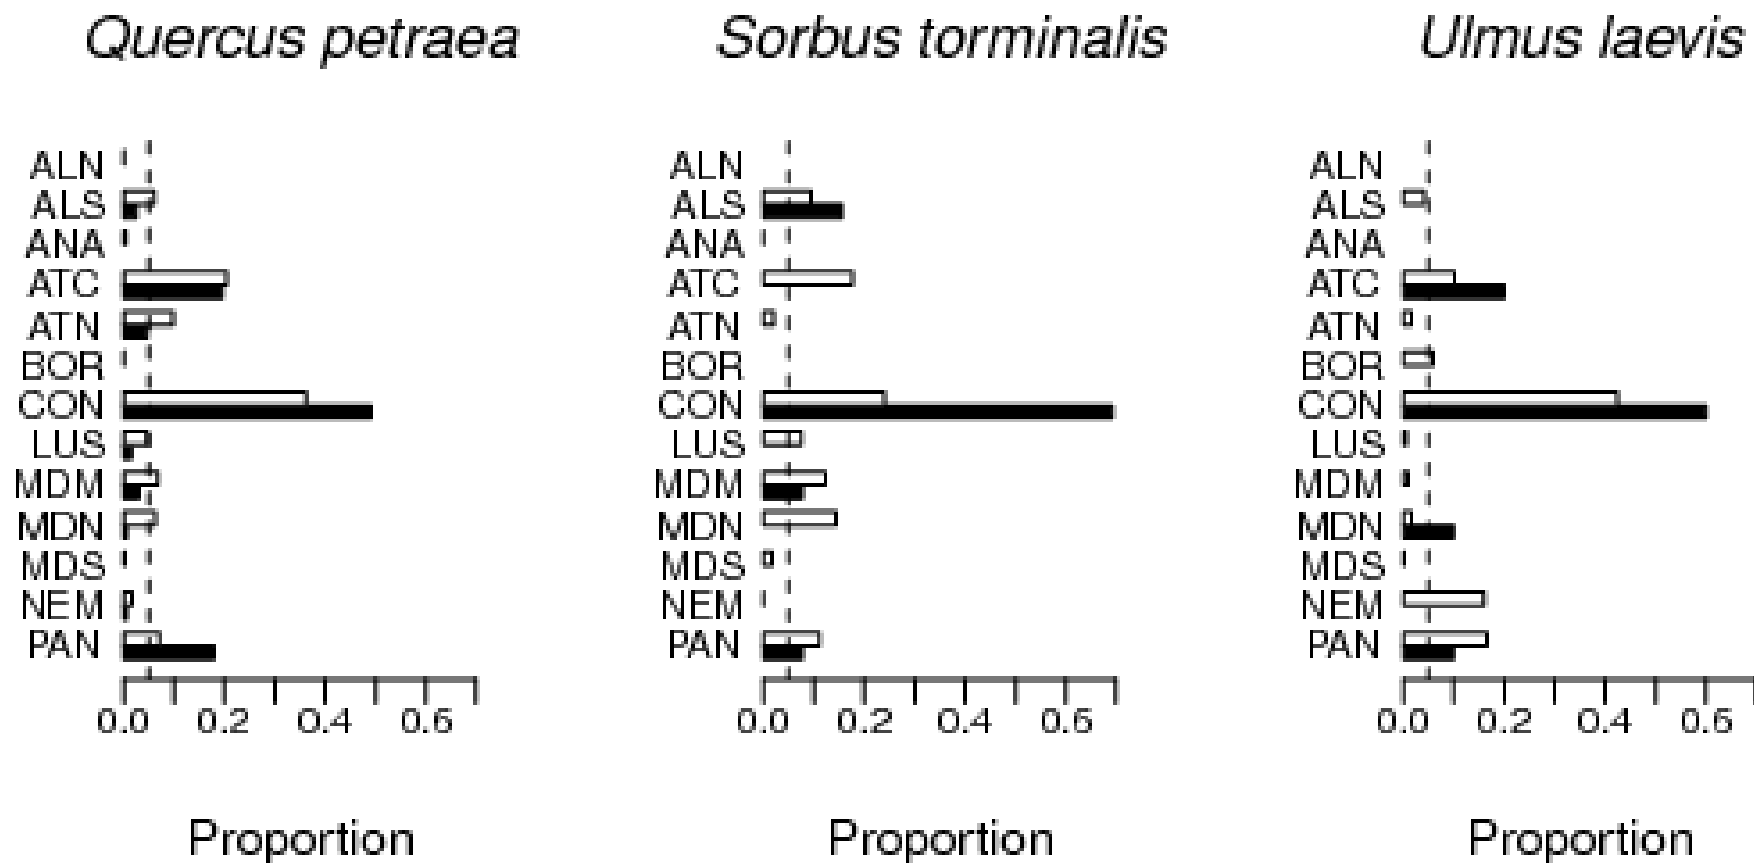 Quercus petraea
ALN
ALS
ANA
ATC
ATN
BOR
CON
LUS
MDM
MDN
MDS
NEM
PAN
0.0 0.2 0.4 0.6
Proportion
Sorbus torminalis
ALN
ALS
ANA
ATC
ATN
BOR
CON
LUS
MDM
MDN
MDS
NEM
PAN
0.0 0.2 0.4 0.6
Proportion
Ulmus laevis
ALN
ALS
ANA
ATC
ATN
BOR
CON
LUS
MDM
MDN
MDS
NEM
PAN
0.0 0.2 0.4 0.6
Proportion